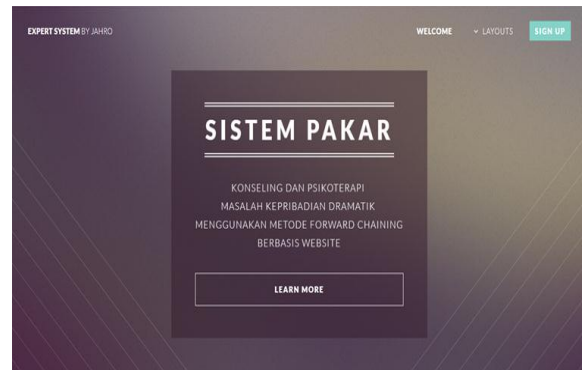 EXPERT SYSTEM BY JAHRO
WELCOME LAYOUTS SIGN UP
SISTEM PAKAR
KONSELING DAN PSIKOTERAPI
MASALAH KEPRIBADIAN DRAMATIK
MENGGUNAKAN METODE FORWARD CHAINING
BERBASIS WEBSITE
LEARN MORE